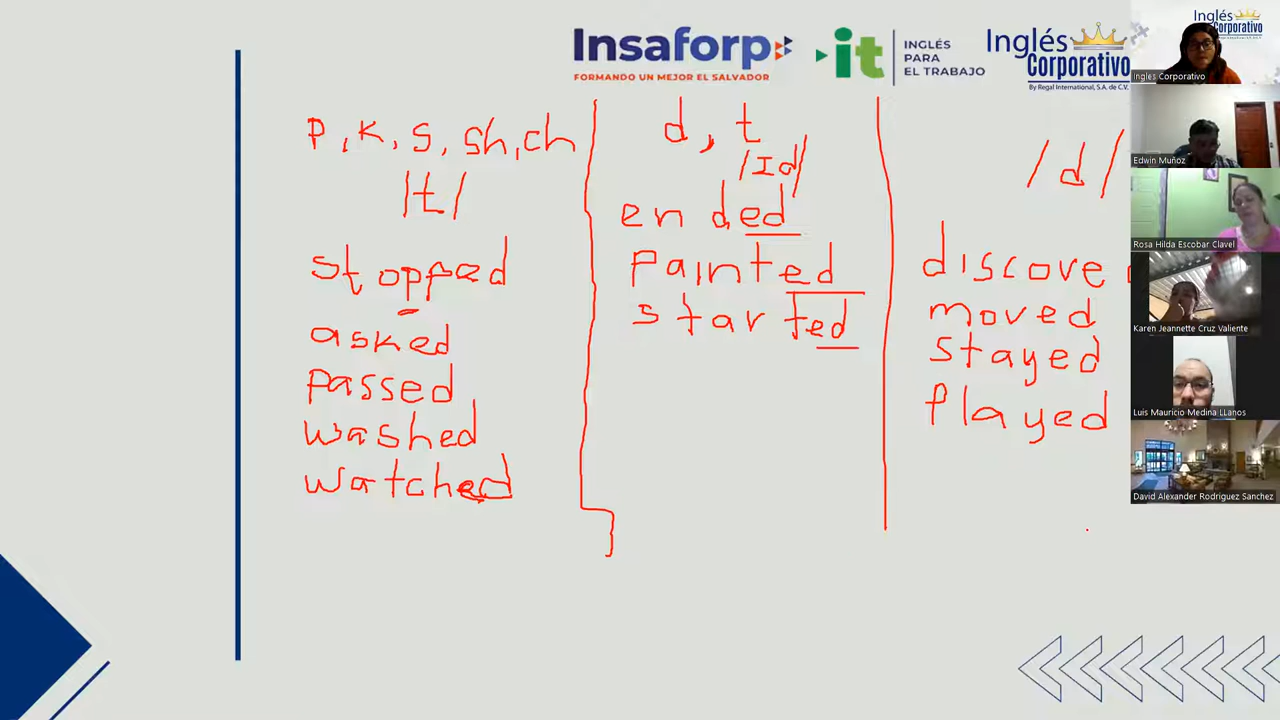 Insaforp
FORMANDO UN MEJOR EL SALVADOR
it
INGLÉS
PARA
EL TRABAJO
Inglés
Corporativo
By Regal International, S.A. de C.V.
Inglés
Corporativo
p, k, s, sh, ch
/t/
stopped
asked
passed
washed
watched
d, t
/Id/
ended
painted
started
/d/
discove
moved
stayed
played
Ingles Corporativo
Edwin Muñoz
Rosa Hilda Escobar Clavel
Karen Jeannette Cruz Valiente
Luis Mauricio Medina LLanos
David Alexander Rodriguez Sanchez